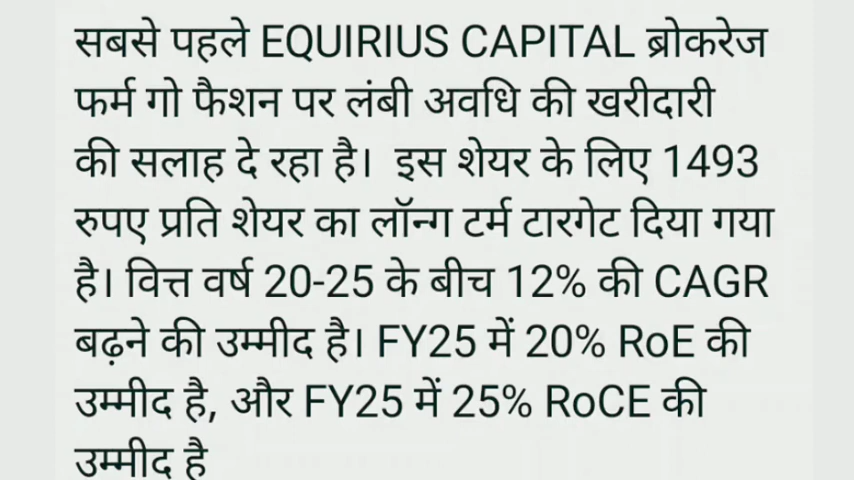 सबसे पहले EQUIRIUS CAPITAL ब्रोकरेज
फर्म गो फैशन पर लंबी अवधि की खरीदारी
की सलाह दे रहा है। इस शेयर के लिए 1493
रुपए प्रति शेयर का लॉन्ग टर्म टारगेट दिया गया
है। वित्त वर्ष 20-25 के बीच 12% की CAGR
बढ़ने की उम्मीद है। FY25 में 20% RoE की
उम्मीद है, और FY25 में 25% RoCE की
उम्मीद है